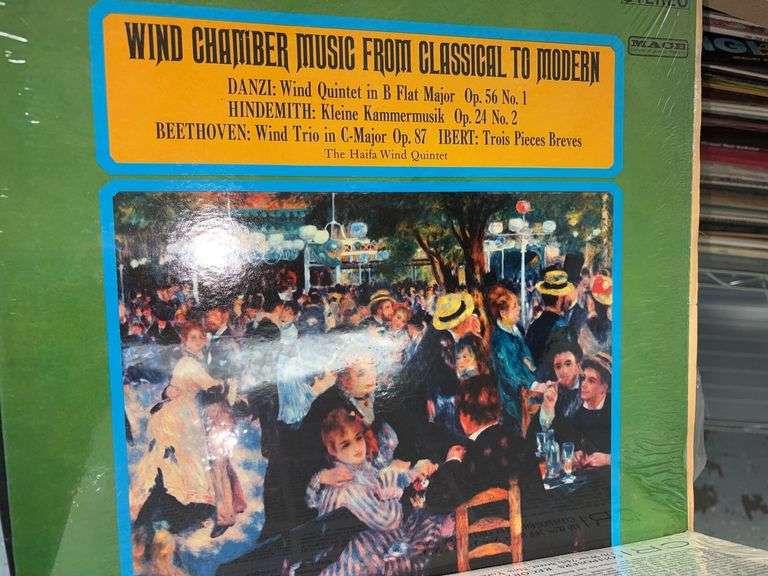 STEREO
MACE
WIND CHAMBER MUSIC FROM CLASSICAL TO MODERN
DANZI: Wind Quintet in B Flat Major Op. 56 No. 1
HINDEMITH: Kleine Kammermusik Op. 24 No. 2
BEETHOVEN: Wind Trio in C-Major Op. 87 IBERT: Trois Pieces Breves
The Haifa Wind Quintet